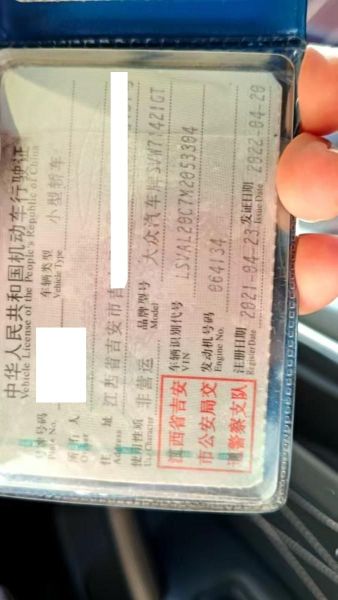 中华人民共和国机动车行驶证
Vehicle License of the People's Republic of China
号牌号码
Plate No.
车辆类型 小型轿车
Vehicle Type
所有人
Owner
住址 江西省吉安市吉
Address
使用性质 非营运
Use Character
品牌型号 大众汽车牌SVW71421GT
Model
江西省吉安
市公安局交
通警察支队
车辆识别代号
VIN
发动机号码 064134
Engine No.
注册日期 2021-04-23
Register Date
发证日期 2022-04-20
Issue Date